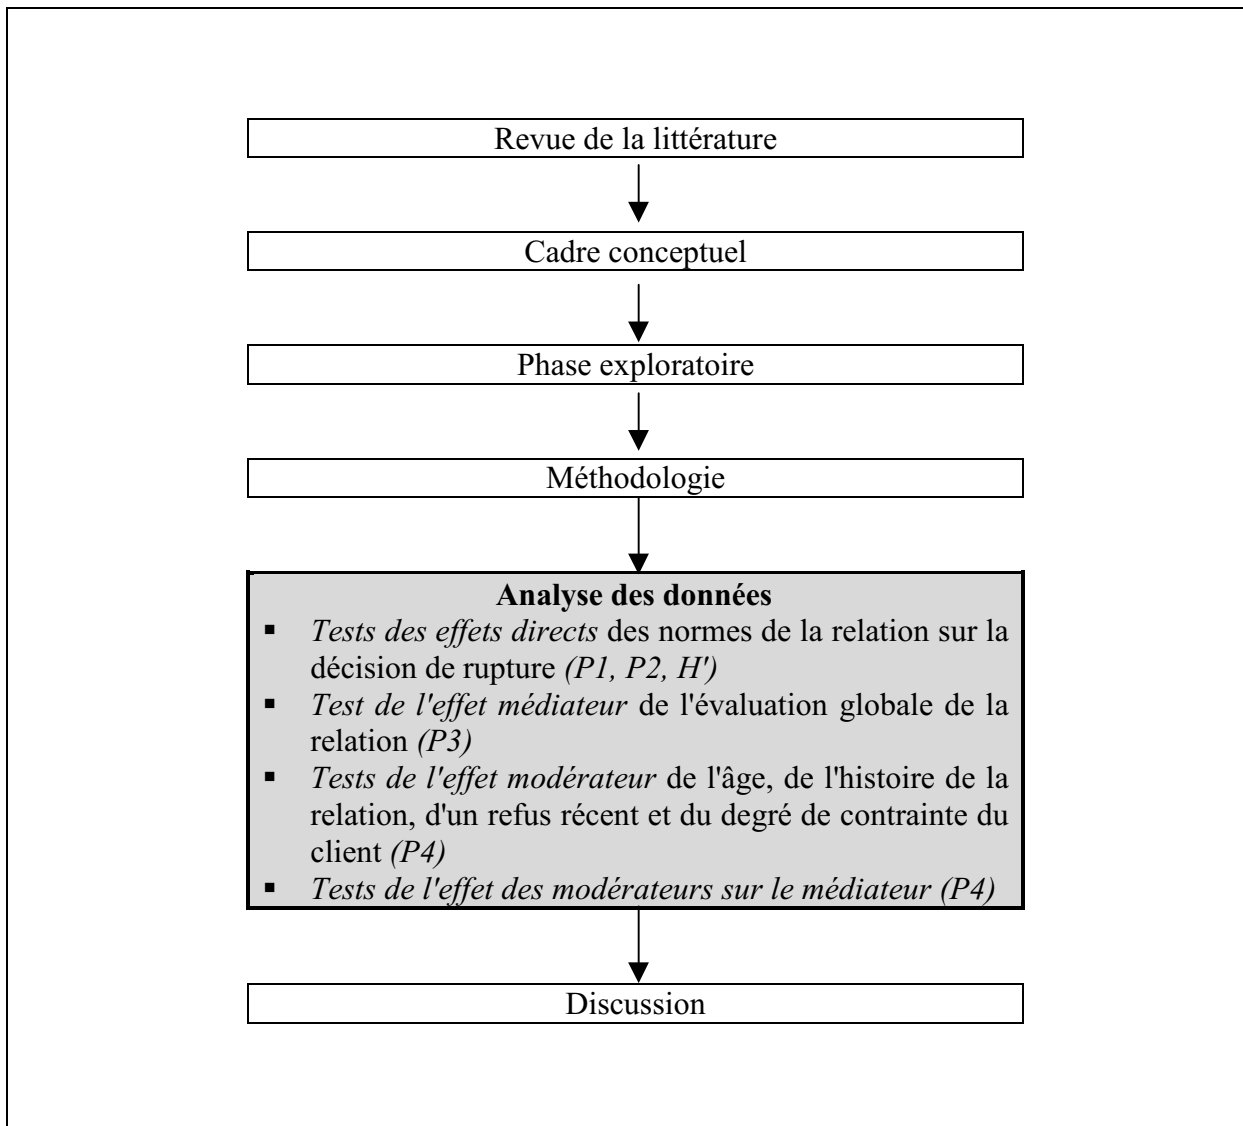 Revue de la littérature
Cadre conceptuel
Phase exploratoire
Méthodologie
Analyse des données
▪ Tests des effets directs des normes de la relation sur la
décision de rupture (P1, P2, H')
▪ Test de l'effet médiateur de l'évaluation globale de la
relation (P3)
▪ Tests de l'effet modérateur de l'âge, de l'histoire de la
relation, d'un refus récent et du degré de contrainte du
client (P4)
▪ Tests de l'effet des modérateurs sur le médiateur (P4)
Discussion